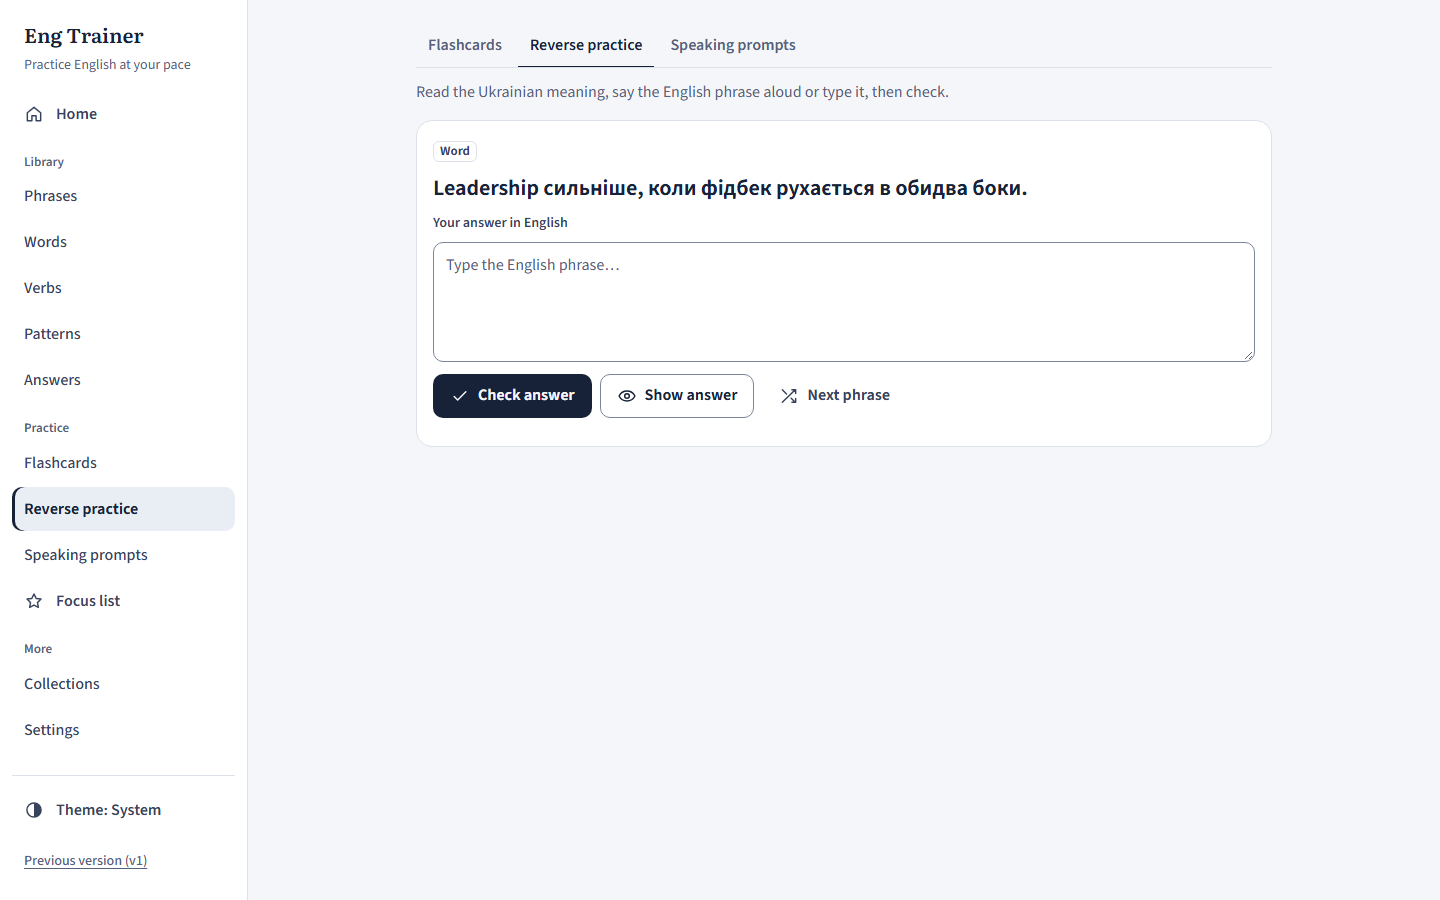 Eng Trainer
Practice English at your pace
Home
Library
Phrases
Words
Verbs
Patterns
Answers
Practice
Flashcards
Reverse practice
Speaking prompts
Focus list
More
Collections
Settings
Theme: System
Previous version (v1)
Flashcards Reverse practice Speaking prompts
Read the Ukrainian meaning, say the English phrase aloud or type it, then check.
Word
Leadership сильніше, коли фідбек рухається в обидва боки.
Your answer in English
Type the English phrase…
Check answer Show answer Next phrase